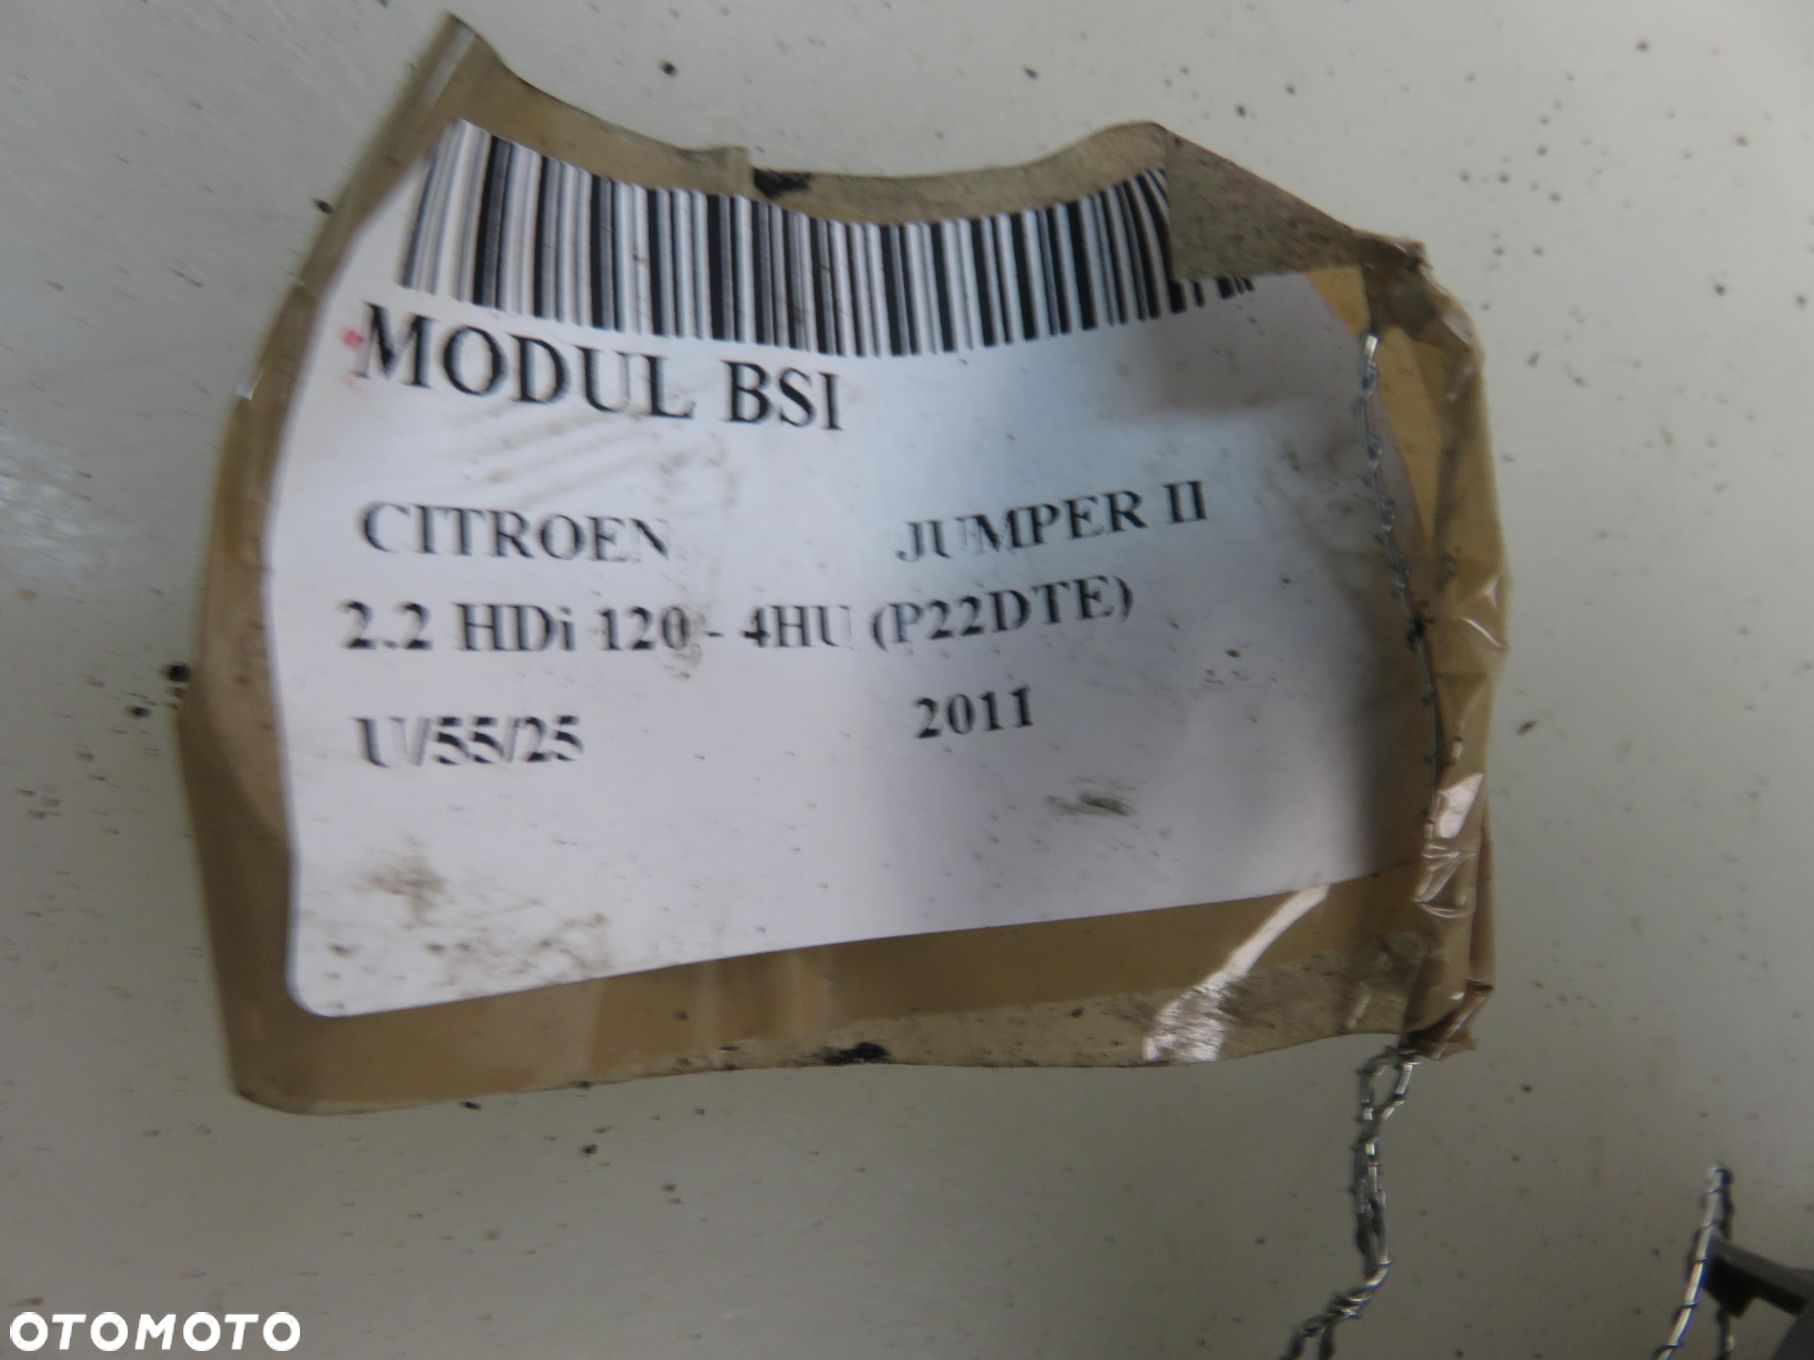 MODUL BSI
CITROEN JUMPER II
2.2 HDi 120 - 4HU (P22DTE)
U/55/25 2011
OTOMOTO